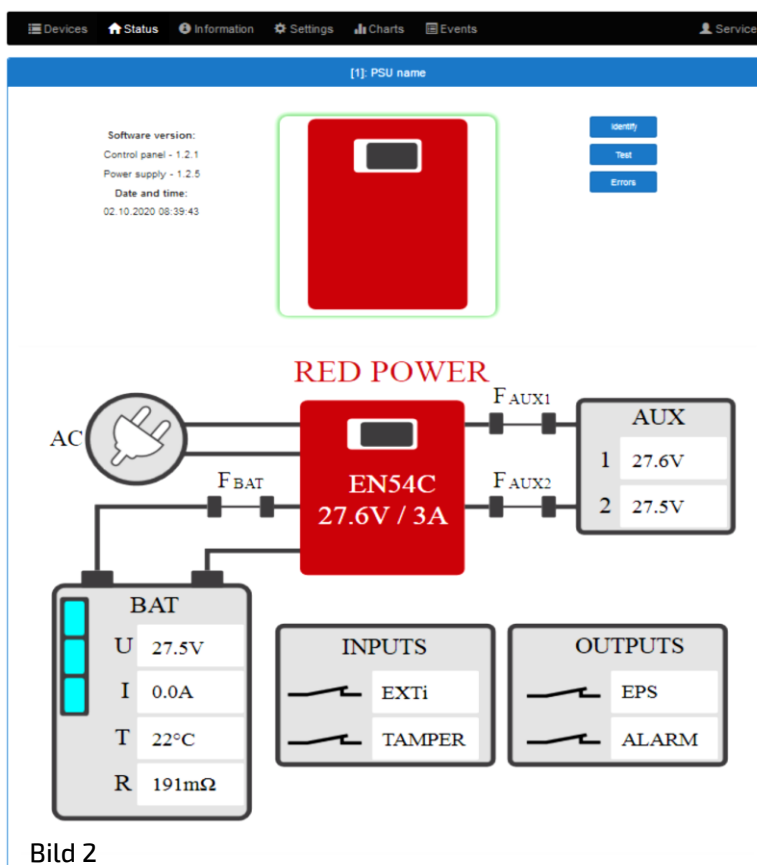 Devices Status Information Settings Charts Events Service
[1]: PSU name
Software version:
Control panel - 1.2.1
Power supply - 1.2.5
Date and time:
02.10.2020 08:39:43
Identify
Test
Errors
RED POWER
AC
F BAT
EN54C
27.6V / 3A
F AUX1
F AUX2
AUX
1 27.6V
2 27.5V
BAT
U 27.5V
I 0.0A
T 22°C
R 191mΩ
INPUTS
EXTi
TAMPER
OUTPUTS
EPS
ALARM
Bild 2